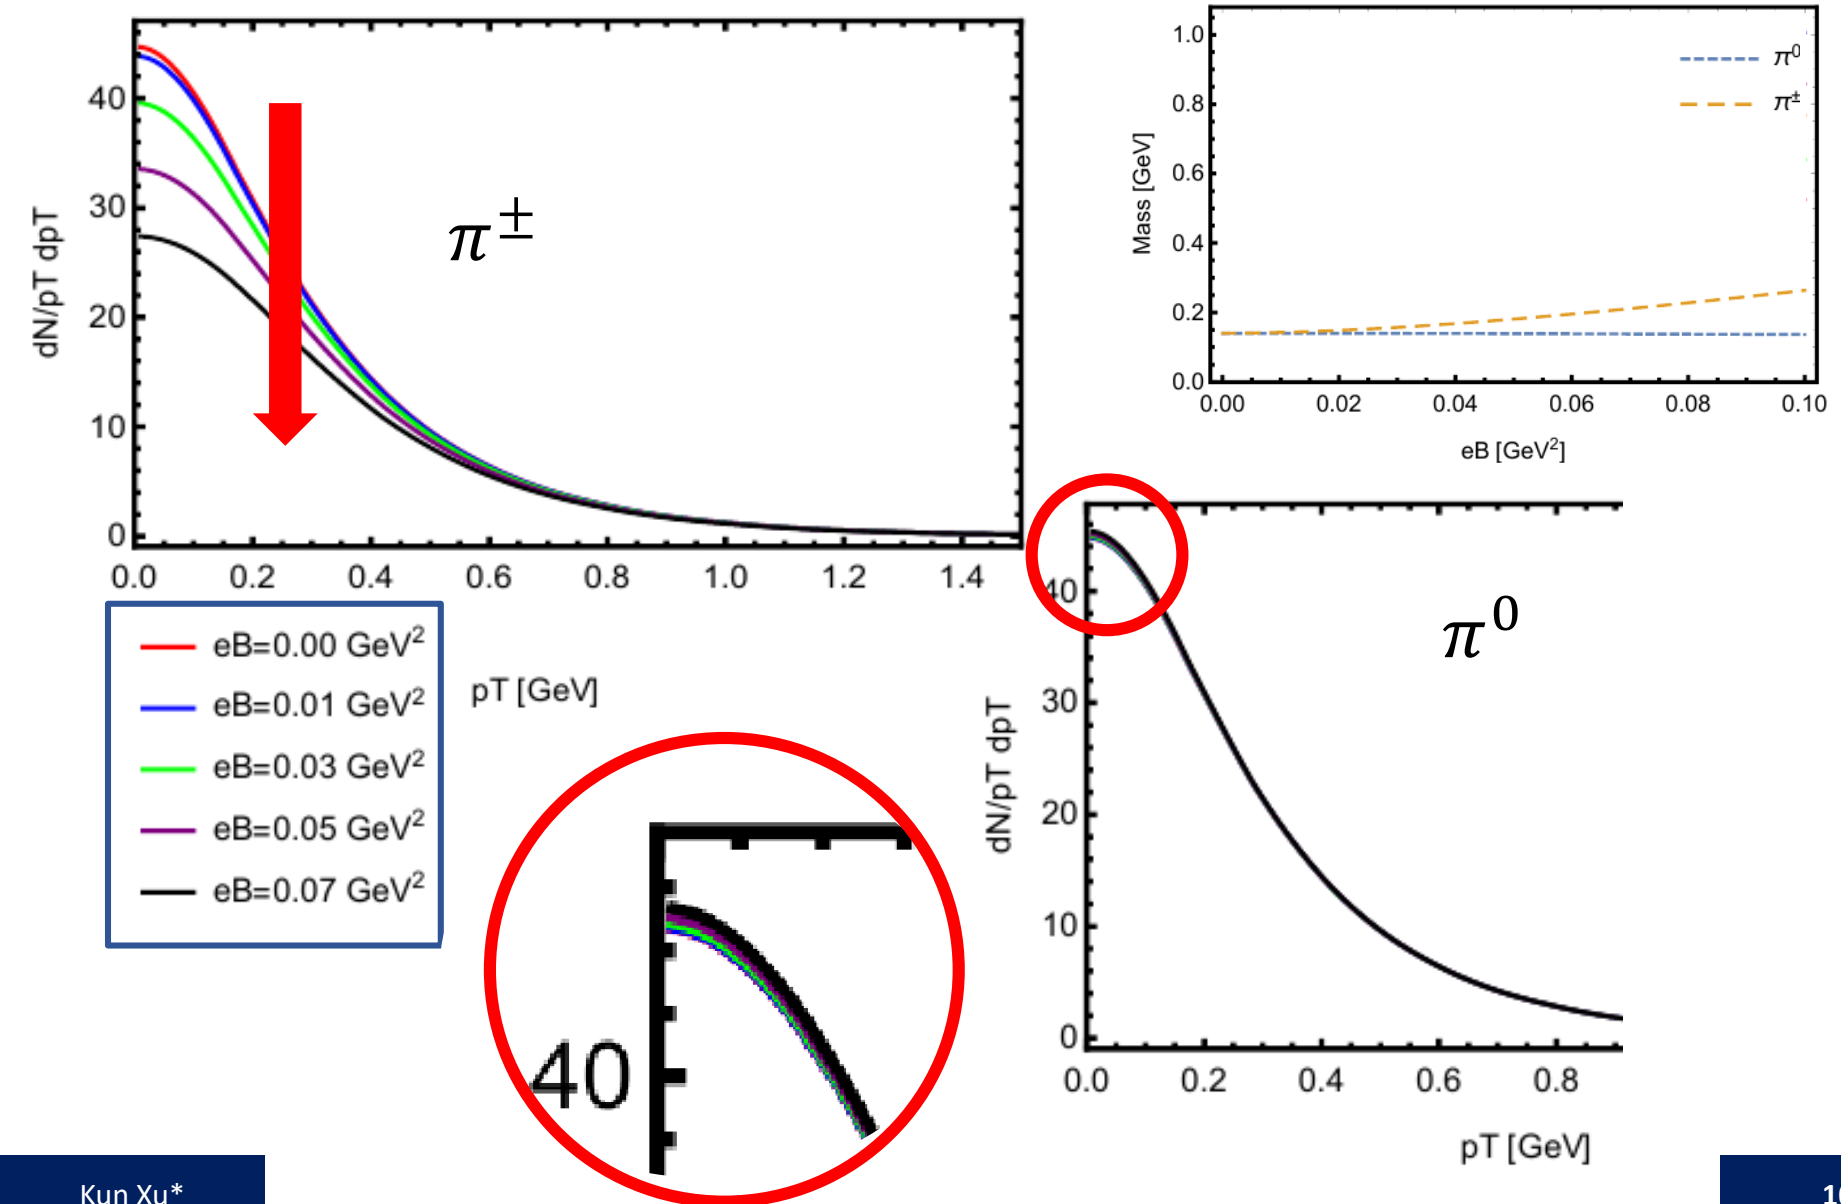 40
30
20
10
0
dN/pT dpT
π±
0.0 0.2 0.4 0.6 0.8 1.0 1.2 1.4
pT [GeV]
eB=0.00 GeV²
eB=0.01 GeV²
eB=0.03 GeV²
eB=0.05 GeV²
eB=0.07 GeV²
1.0
0.8
0.6
0.4
0.2
0.0
Mass [GeV]
π⁰
π±
0.00 0.02 0.04 0.06 0.08 0.10
eB [GeV²]
40
30
20
10
0
dN/pT dpT
π⁰
0.0 0.2 0.4 0.6 0.8
pT [GeV]
40
Kun Xu*